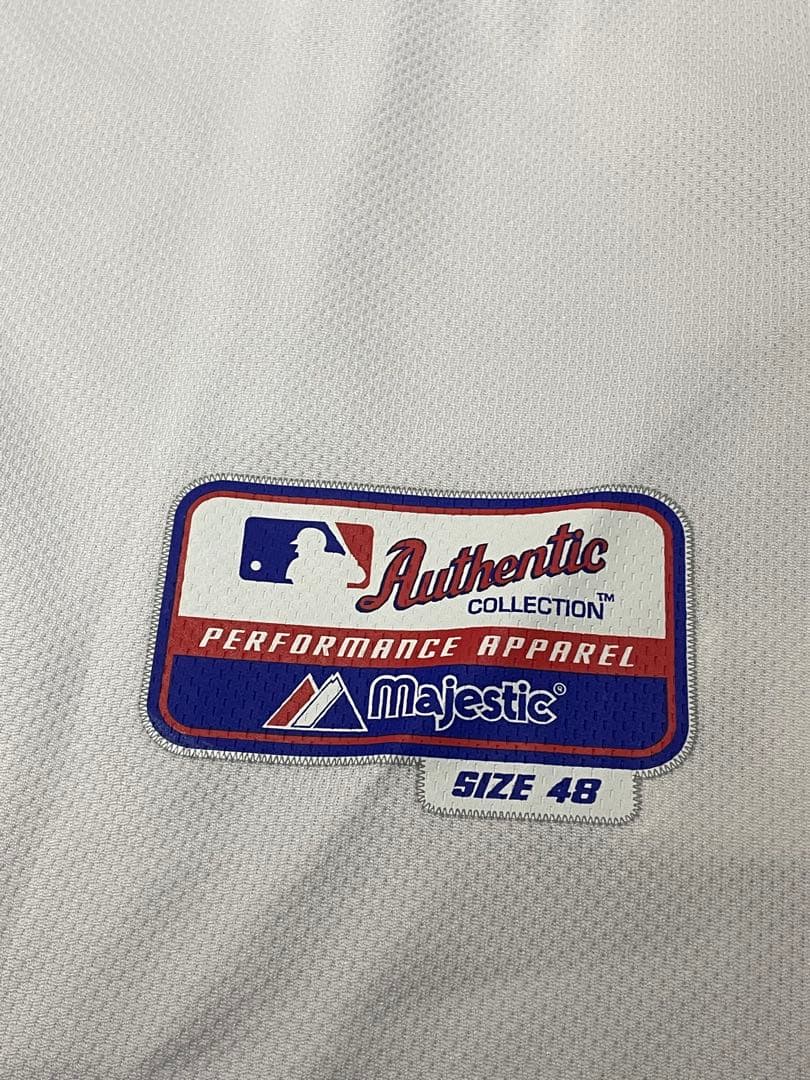 Authentic
COLLECTION™
PERFORMANCE APPAREL
Majestic®
SIZE 48